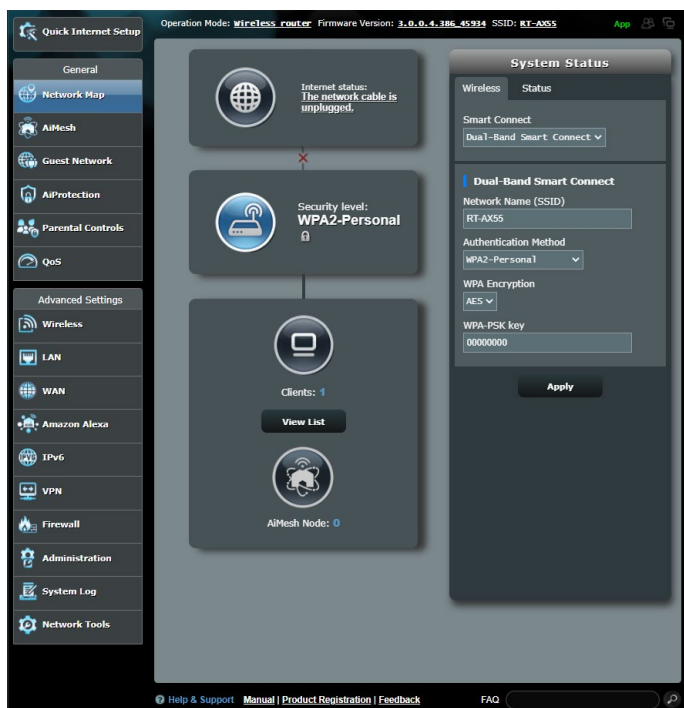 Quick Internet Setup
Operation Mode: Wireless router Firmware Version: 3.0.0.4.386_45934 SSID: RT-AX55 App
General
Network Map
AiMesh
Guest Network
AiProtection
Parental Controls
QoS
Advanced Settings
Wireless
LAN
WAN
Amazon Alexa
IPv6
VPN
Firewall
Administration
System Log
Network Tools
Internet status:
The network cable is
unplugged.
Security level:
WPA2-Personal
Clients: 1
View List
AiMesh Node: 0
System Status
Wireless Status
Smart Connect
Dual-Band Smart Connect
Dual-Band Smart Connect
Network Name (SSID)
RT-AX55
Authentication Method
WPA2-Personal
WPA Encryption
AES
WPA-PSK key
00000000
Apply
Help & Support Manual | Product Registration | Feedback FAQ